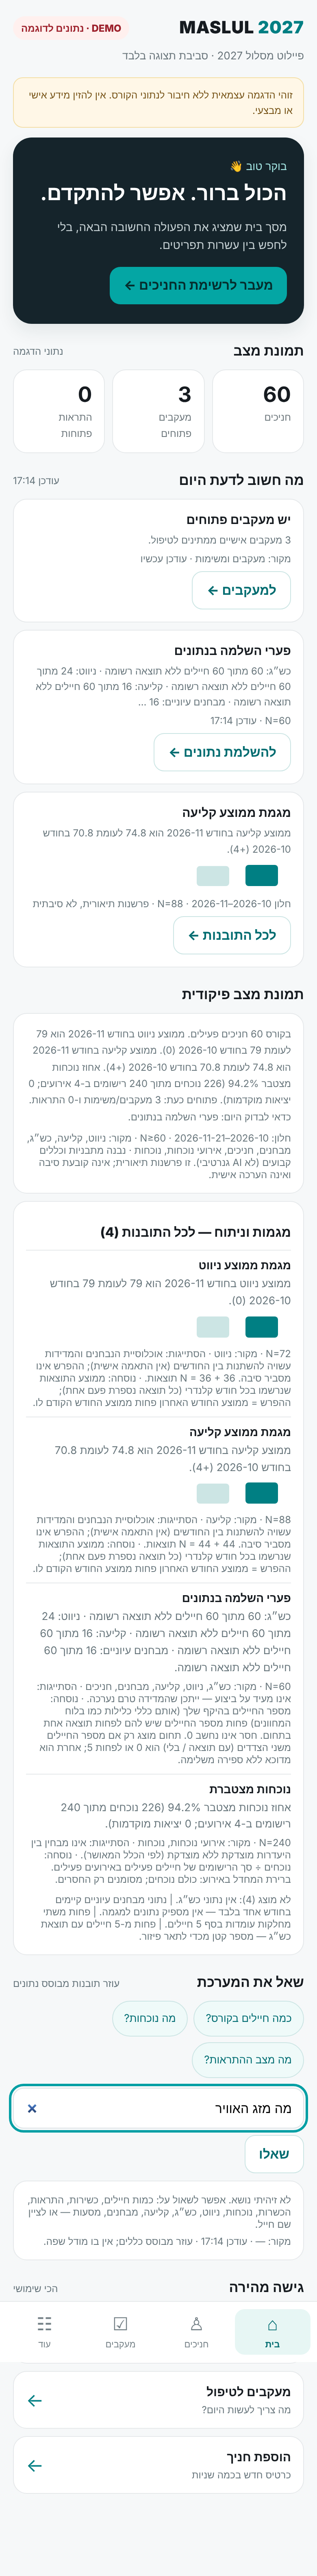 MASLUL 2027
DEMO · נתונים לדוגמה
פיילוט מסלול 2027 · סביבת תצוגה בלבד
זוהי הדגמה עצמאית ללא חיבור לנתוני הקורס. אין להזין מידע אישי
או מבצעי.
בוקר טוב 👋
הכול ברור. אפשר להתקדם.
מסך בית שמציג את הפעולה החשובה הבאה, בלי
לחפש בין עשרות תפריטים.
מעבר לרשימת החניכים ←
תמונת מצב
נתוני הדגמה
60
חניכים
3
מעקבים
פתוחים
0
התראות
פתוחות
מה חשוב לדעת היום
עודכן 17:14
יש מעקבים פתוחים
3 מעקבים אישיים ממתינים לטיפול.
מקור: מעקבים ומשימות · עודכן עכשיו
למעקבים ←
פערי השלמה בנתונים
כש״ג: 60 מתוך 60 חיילים ללא תוצאה רשומה · ניווט: 24 מתוך
60 חיילים ללא תוצאה רשומה · קליעה: 16 מתוך 60 חיילים ללא
תוצאה רשומה · מבחנים עיוניים: 16 ...
N=60 · עודכן 17:14
להשלמת נתונים ←
מגמת ממוצע קליעה
ממוצע קליעה בחודש 2026-11 הוא 74.8 לעומת 70.8 בחודש
2026-10 (+4).
חלון 2026-10–2026-11 · N=88 · פרשנות תיאורית, לא סיבתית
לכל התובנות ←
תמונת מצב פיקודית
בקורס 60 חניכים פעילים. ממוצע ניווט בחודש 2026-11 הוא 79
לעומת 79 בחודש 2026-10 (0). ממוצע קליעה בחודש 2026-11
הוא 74.8 לעומת 70.8 בחודש 2026-10 (+4). אחוז נוכחות
מצטבר 94.2% (226 נוכחים מתוך 240 רישומים ב-4 אירועים; 0
יציאות מוקדמות). פתוחים כעת: 3 מעקבים/משימות ו-0 התראות.
כדאי לבדוק היום: פערי השלמה בנתונים.
חלון: 2026-10–2026-11-21 · N≥60 · מקור: ניווט, קליעה, כש״ג,
מבחנים, חניכים, אירועי נוכחות, נוכחות · נבנה מתבניות וכללים
קבועים (לא AI גנרטיבי). זו פרשנות תיאורית; אינה קובעת סיבה
ואינה הערכה אישית.
מגמות וניתוח — לכל התובנות (4)
מגמת ממוצע ניווט
ממוצע ניווט בחודש 2026-11 הוא 79 לעומת 79 בחודש
2026-10 (0).
N=72 · מקור: ניווט · הסתייגות: אוכלוסיית הנבחנים והמדידות
עשויה להשתנות בין החודשים (אין התאמה אישית); ההפרש אינו
מסביר סיבה. N = 36 + 36 תוצאות. · נוסחה: ממוצע התוצאות
שנרשמו בכל חודש קלנדרי (כל תוצאה נספרת פעם אחת);
ההפרש = ממוצע החודש האחרון פחות ממוצע החודש הקודם לו.
מגמת ממוצע קליעה
ממוצע קליעה בחודש 2026-11 הוא 74.8 לעומת 70.8
בחודש 2026-10 (+4).
N=88 · מקור: קליעה · הסתייגות: אוכלוסיית הנבחנים והמדידות
עשויה להשתנות בין החודשים (אין התאמה אישית); ההפרש אינו
מסביר סיבה. N = 44 + 44 תוצאות. · נוסחה: ממוצע התוצאות
שנרשמו בכל חודש קלנדרי (כל תוצאה נספרת פעם אחת);
ההפרש = ממוצע החודש האחרון פחות ממוצע החודש הקודם לו.
פערי השלמה בנתונים
כש״ג: 60 מתוך 60 חיילים ללא תוצאה רשומה · ניווט: 24
מתוך 60 חיילים ללא תוצאה רשומה · קליעה: 16 מתוך 60
חיילים ללא תוצאה רשומה · מבחנים עיוניים: 16 מתוך 60
חיילים ללא תוצאה רשומה.
N=60 · מקור: כש״ג, ניווט, קליעה, מבחנים, חניכים · הסתייגות:
אינו מעיד על ביצוע — ייתכן שהמדידה טרם נערכה. · נוסחה:
מספר החיילים בהיקף שלך (אותם כללי כלילות כמו בלוח
המחוונים) פחות מספר החיילים שיש להם לפחות תוצאה אחת
בתחום. חסר אינו נחשב 0. תחום מוצג רק אם מספר החיילים
משני הצדדים (עם תוצאה / בלי) הוא 0 או לפחות 5; אחרת הוא
מדוכא ללא ספירה משלימה.
נוכחות מצטברת
אחוז נוכחות מצטבר 94.2% (226 נוכחים מתוך 240
רישומים ב-4 אירועים; 0 יציאות מוקדמות).
N=240 · מקור: אירועי נוכחות, נוכחות · הסתייגות: אינו מבחין בין
היעדרות מוצדקת ללא מוצדקת (לפי הכלל המאושר). · נוסחה:
נוכחים ÷ סך הרישומים של חיילים פעילים באירועים פעילים.
ברירת המחדל באירוע: כולם נוכחים; מסומנים רק החסרים.
לא מוצג (4): אין נתוני כש״ג. | נתוני מבחנים עיוניים קיימים
בחודש אחד בלבד — אין מספיק נתונים למגמה. | פחות משתי
מחלקות עומדות בסף 5 חיילים. | פחות מ-5 חיילים עם תוצאת
כש״ג — מספר קטן מכדי לתאר פיזור.
שאל את המערכת
עוזר תובנות מבוסס נתונים
כמה חיילים בקורס?
מה נוכחות?
מה מצב ההתראות?
מה מזג האוויר
×
שאלו
לא זיהיתי נושא. אפשר לשאול על: כמות חיילים, כשירות, התראות,
הכשרות, נוכחות, ניווט, כש״ג, קליעה, מבחנים, מסעות — או לציין
שם חייל.
מקור: — · עודכן 17:14 · עוזר מבוסס כללים; אין בו מודל שפה.
גישה מהירה
הכי שימושי
בית
חניכים
מעקבים
עוד
מעקבים לטיפול
מה צריך לעשות היום?
←
הוספת חניך
כרטיס חדש בכמה שניות
←